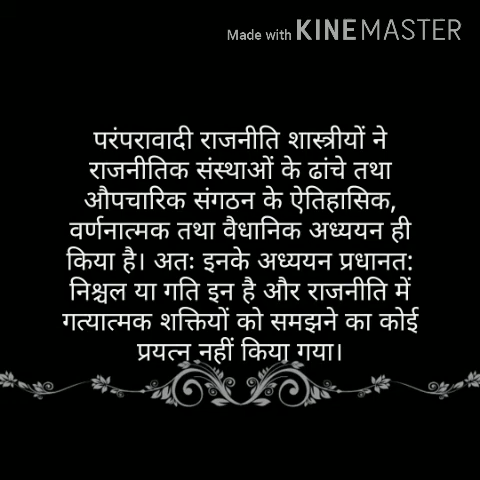 Made with KINEMASTER
परंपरावादी राजनीति शास्त्रीयों ने
राजनीतिक संस्थाओं के ढांचे तथा
औपचारिक संगठन के ऐतिहासिक,
वर्णनात्मक तथा वैधानिक अध्ययन ही
किया है। अतः इनके अध्ययन प्रधानत:
निश्चल या गति इन है और राजनीति में
गत्यात्मक शक्तियों को समझने का कोई
प्रयत्न नहीं किया गया।